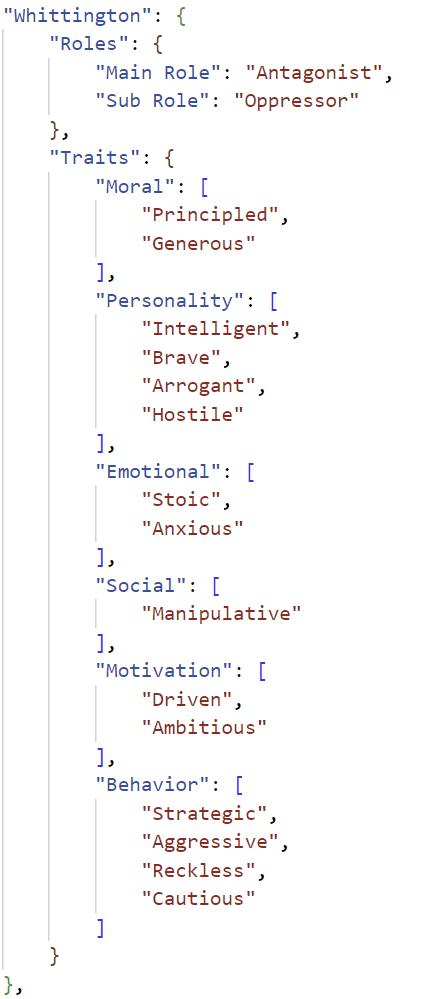 "Whittington": {
"Roles": {
"Main Role": "Antagonist",
"Sub Role": "Oppressor"
},
"Traits": {
"Moral": [
"Principled",
"Generous"
],
"Personality": [
"Intelligent",
"Brave",
"Arrogant",
"Hostile"
],
"Emotional": [
"Stoic",
"Anxious"
],
"Social": [
"Manipulative"
],
"Motivation": [
"Driven",
"Ambitious"
],
"Behavior": [
"Strategic",
"Aggressive",
"Reckless",
"Cautious"
]
}
},